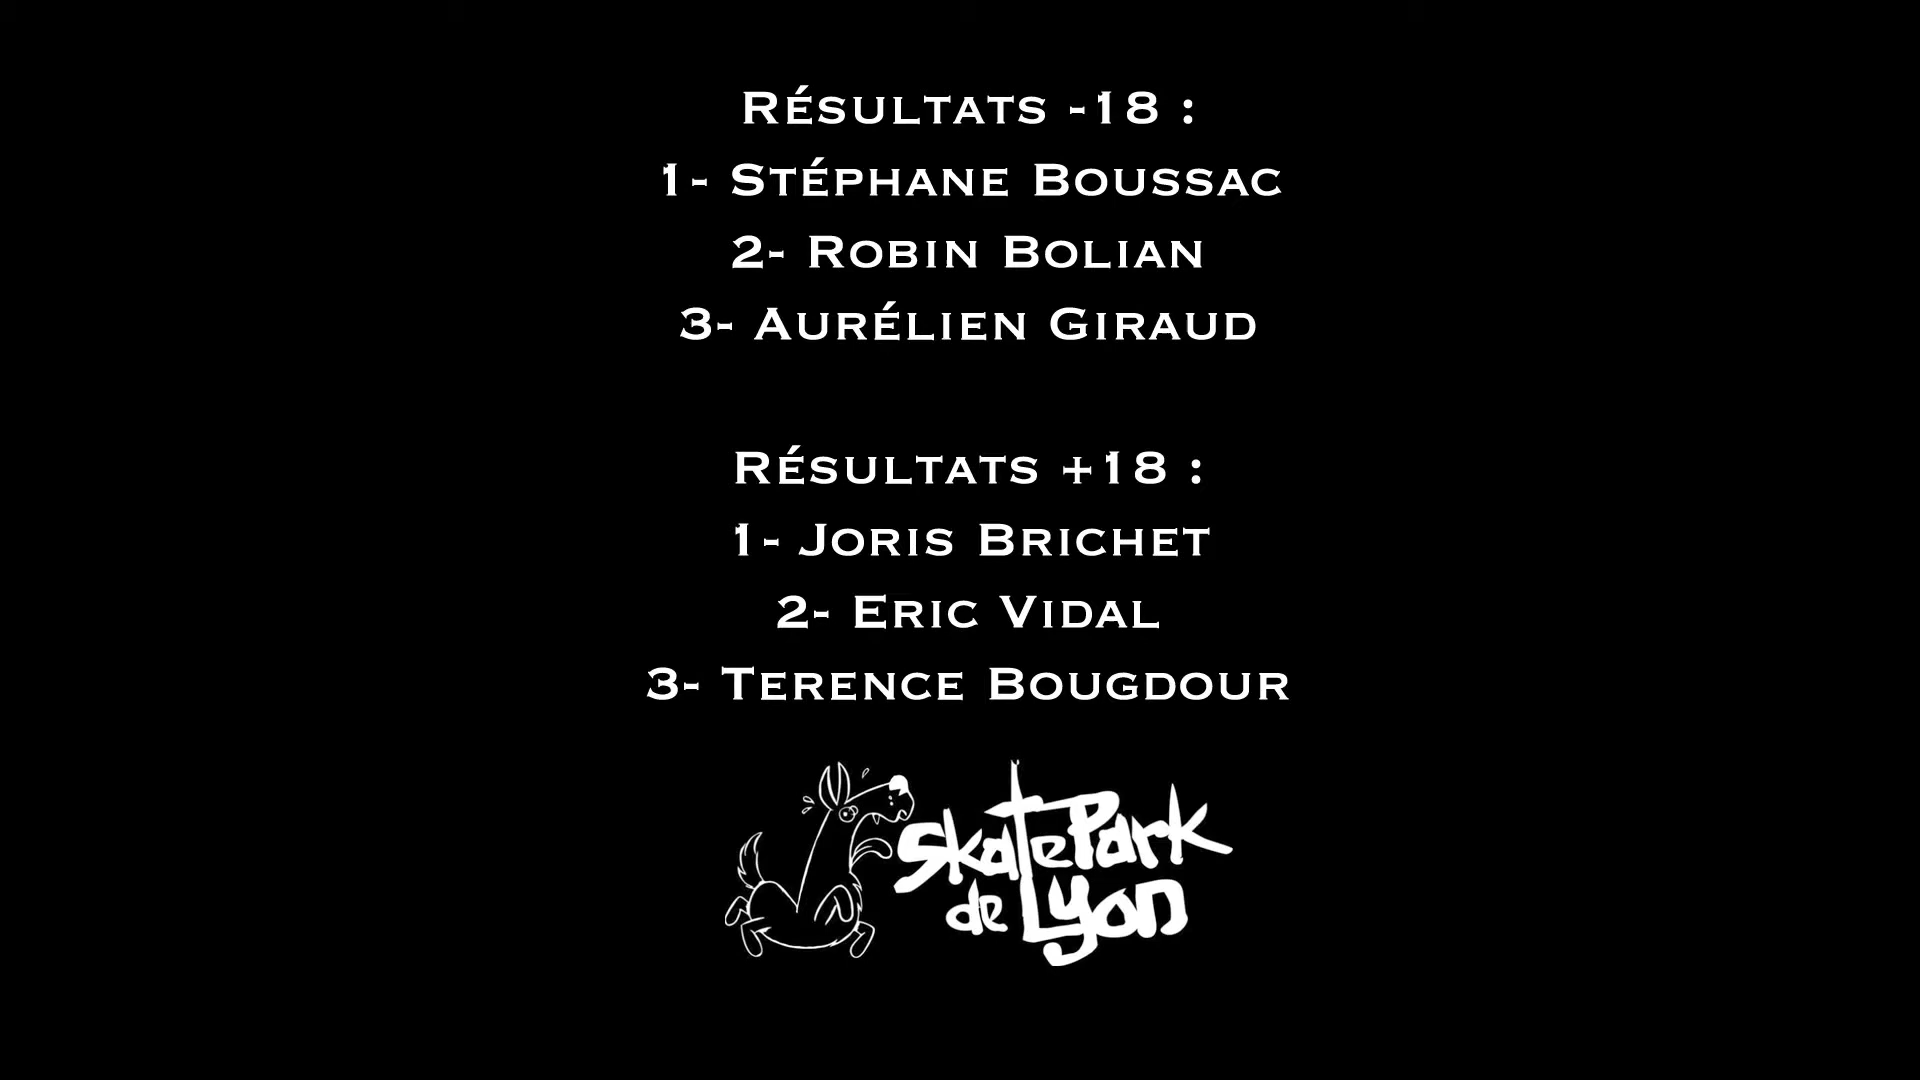 Résultats -18 :
1- Stéphane Boussac
2- Robin Bolian
3- Aurélien Giraud
Résultats +18 :
1- Joris Brichet
2- Eric Vidal
3- Terence Bougdour
SkatePark
de Lyon